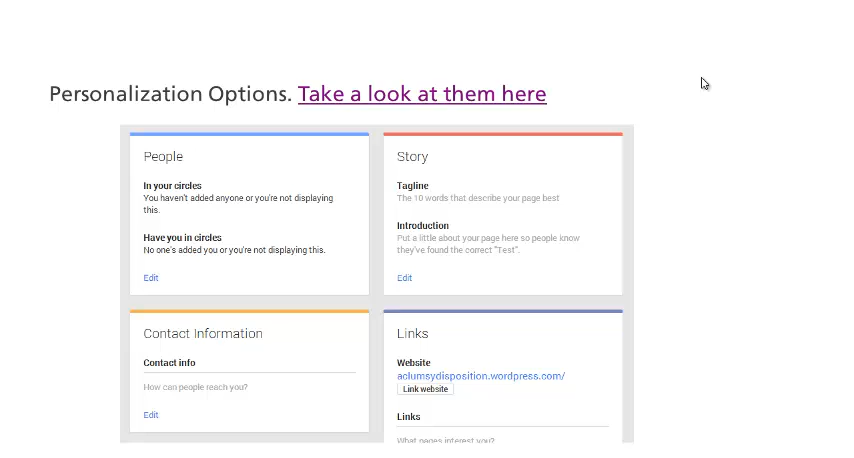 Personalization Options. Take a look at them here
People
In your circles
You haven't added anyone or you're not displaying
this.
Have you in circles
No one's added you or you're not displaying this.
Edit
Story
Tagline
The 10 words that describe your page best
Introduction
Put a little about your page here so people know
they've found the correct "Test".
Edit
Contact Information
Contact info
How can people reach you?
Edit
Links
Website
aclumsydisposition.wordpress.com/
Link website
Links
What pages interest you?